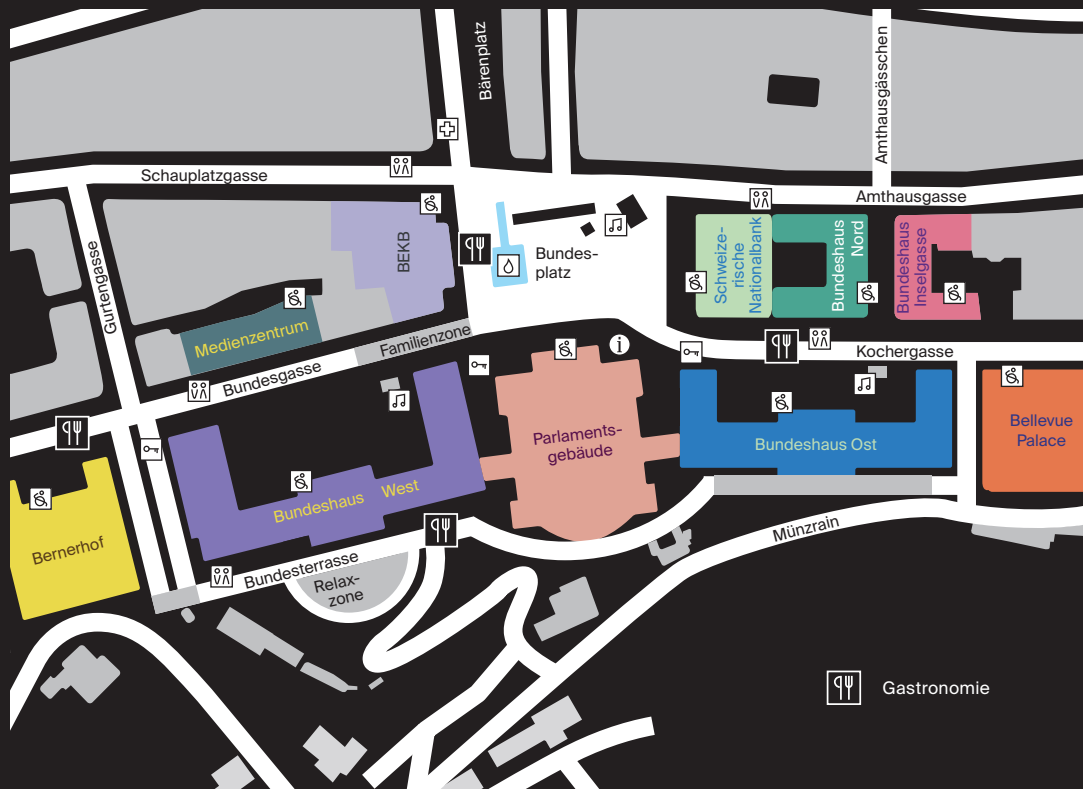 Bärenplatz
Amthausgässchen
Schauplatzgasse
Amthausgasse
Gurtengasse
BEKB
Bundes-
platz
Schweize-
rische
Nationalbank
Bundeshaus
Nord
Bundeshaus
Inselgasse
Medienzentrum
Familienzone
Bundesgasse
i
Kochergasse
Parlaments-
gebäude
Bundeshaus Ost
Bellevue
Palace
Bundeshaus West
Bernerhof
Bundesterrasse
Relax-
zone
Münzrain
Gastronomie